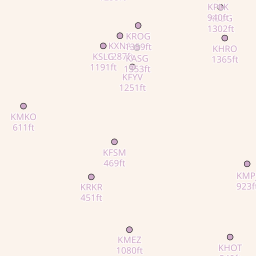 KROG
KXNA
KSLG
1191ft
KASG
1353ft
KFYV
1251ft
940ft
1302ft
KHRO
1365ft
KMKO
611ft
KFSM
469ft
KRKR
451ft
KMP
923ft
KMEZ
1080ft
KHOT